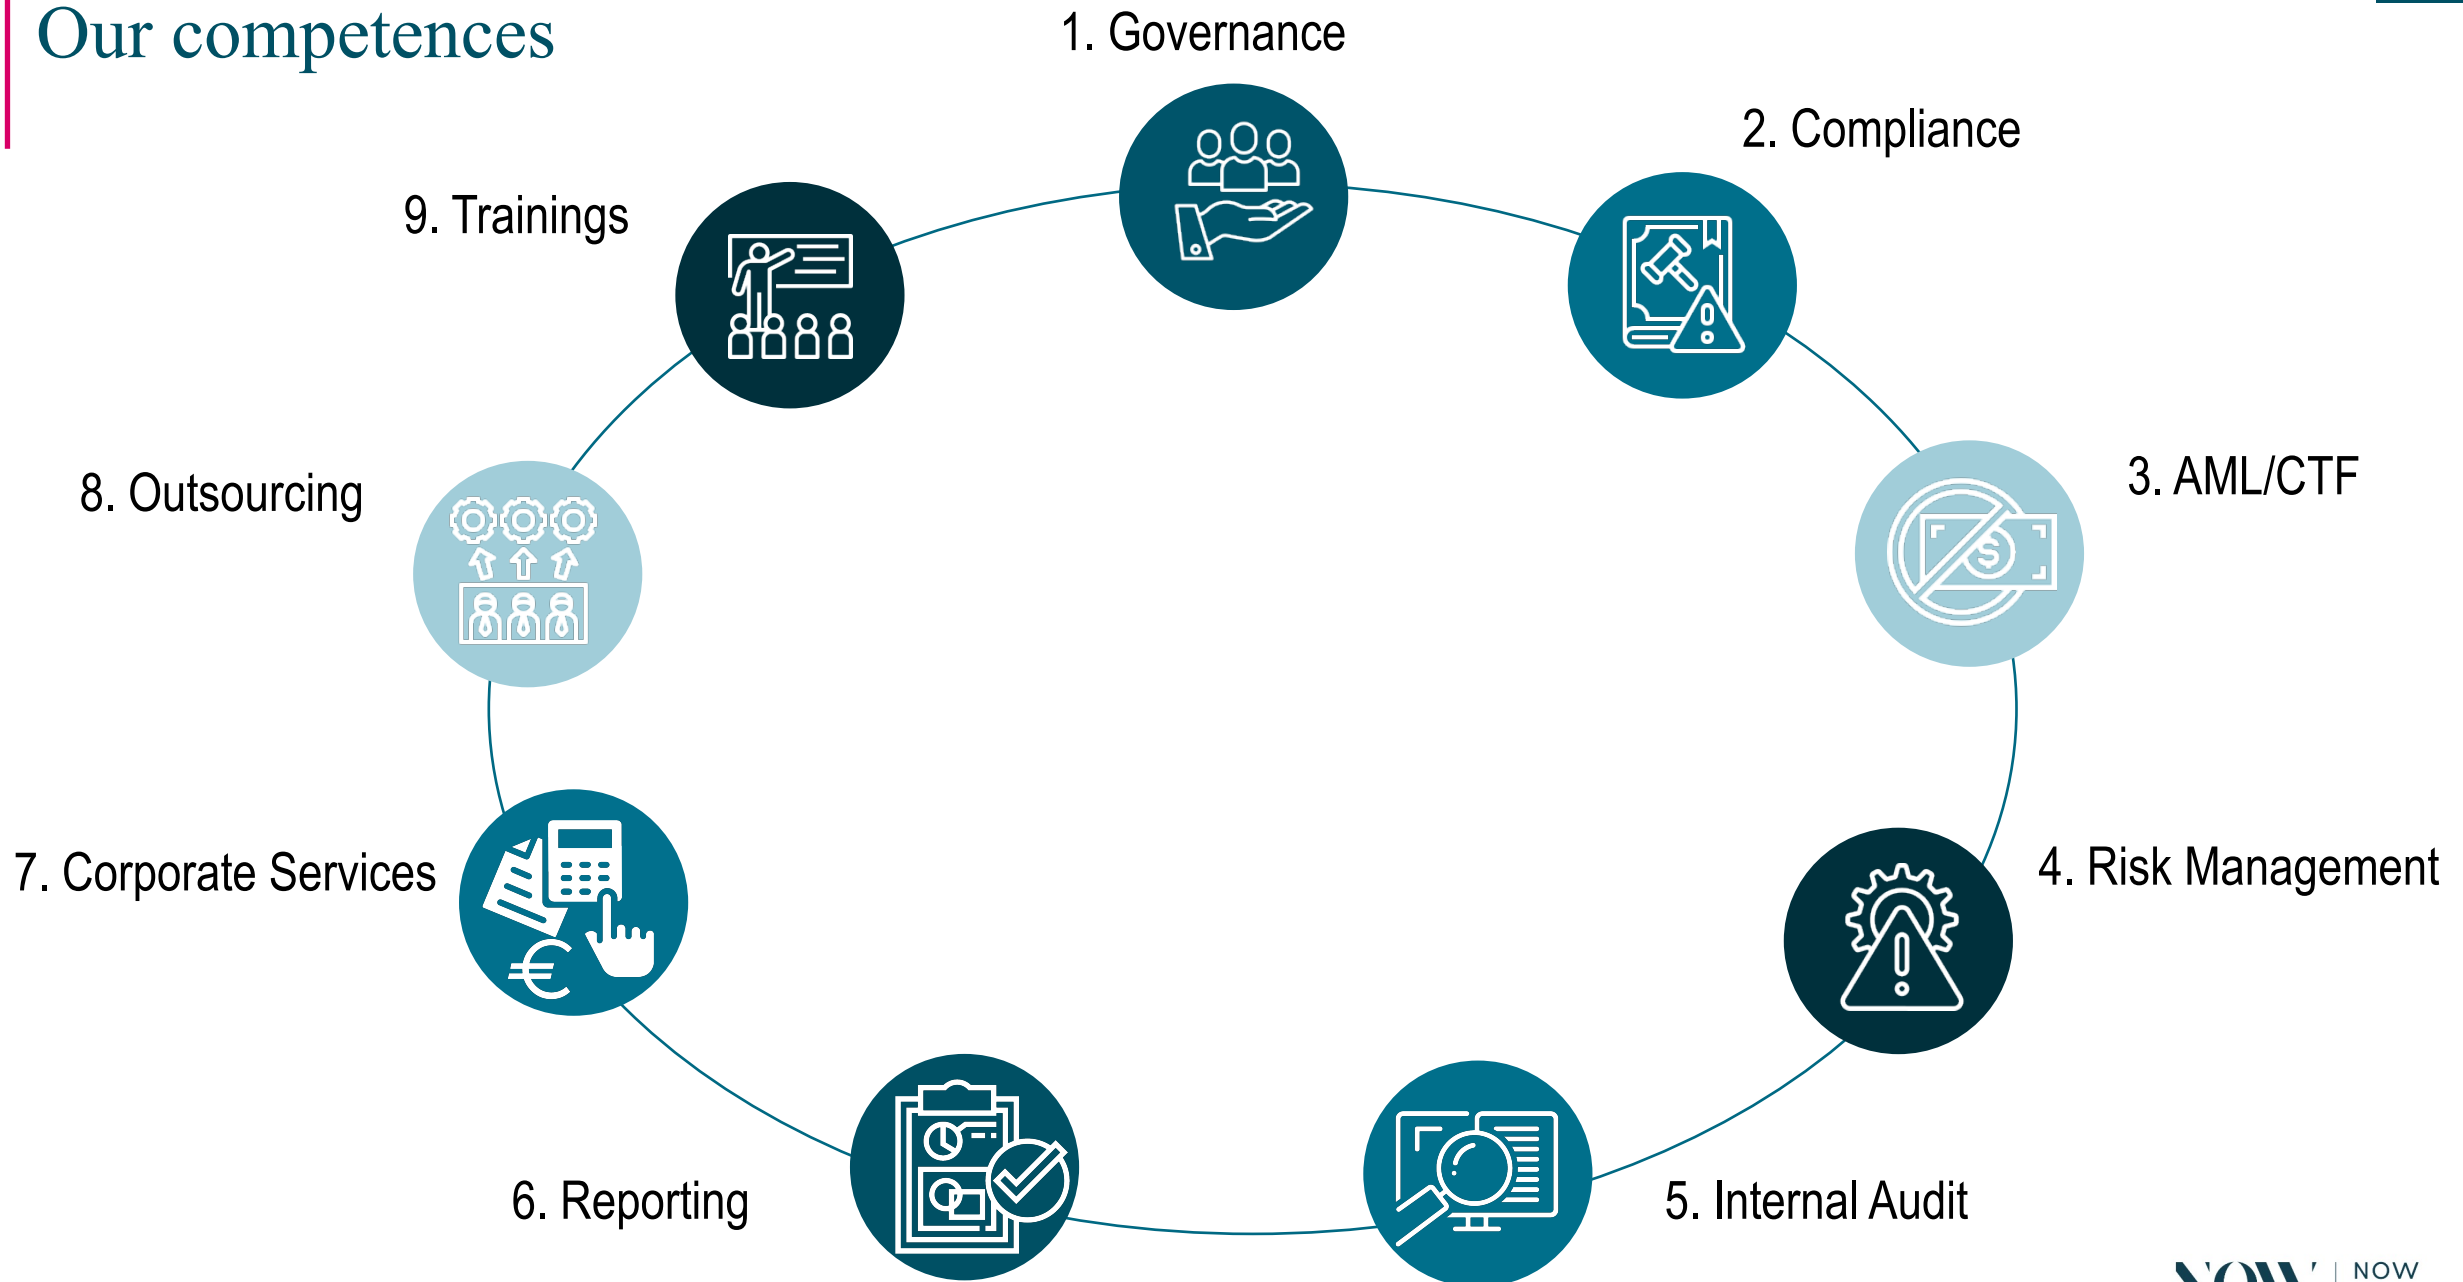 Our competences
1. Governance
2. Compliance
3. AML/CTF
4. Risk Management
5. Internal Audit
6. Reporting
7. Corporate Services
8. Outsourcing
9. Trainings
NOW | NOW